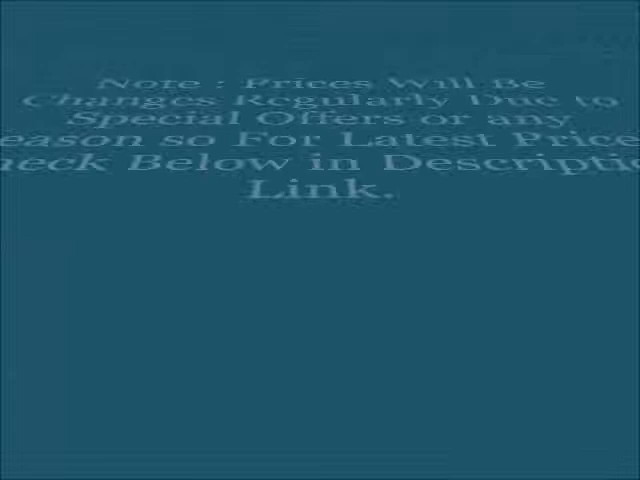 Note : Prices Will Be
Changes Regularly Due to
Special Offers or any
eason so For Latest Price
heck Below in Descriptio
Link.